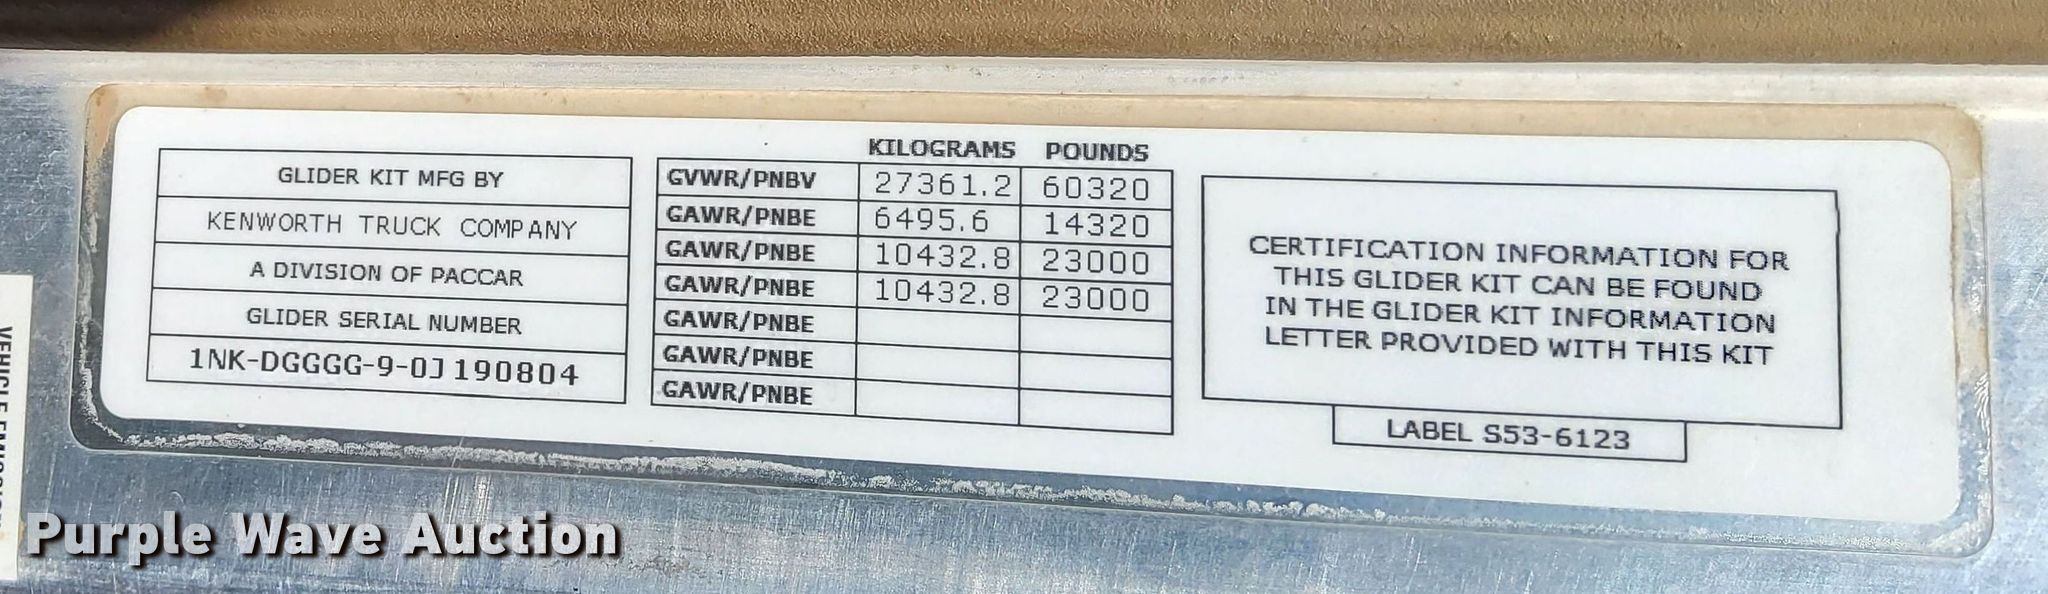 GLIDER KIT MFG BY
KENWORTH TRUCK COMPANY
A DIVISION OF PACCAR
GLIDER SERIAL NUMBER
1NK-DGGGG-9-0J190804
KILOGRAMS POUNDS
GVWR/PNBV 27361.2 60320
GAWR/PNBE 6495.6 14320
GAWR/PNBE 10432.8 23000
GAWR/PNBE 10432.8 23000
GAWR/PNBE
GAWR/PNBE
GAWR/PNBE
CERTIFICATION INFORMATION FOR
THIS GLIDER KIT CAN BE FOUND
IN THE GLIDER KIT INFORMATION
LETTER PROVIDED WITH THIS KIT
LABEL S53-6123
VEHICLE
Purple Wave Auction